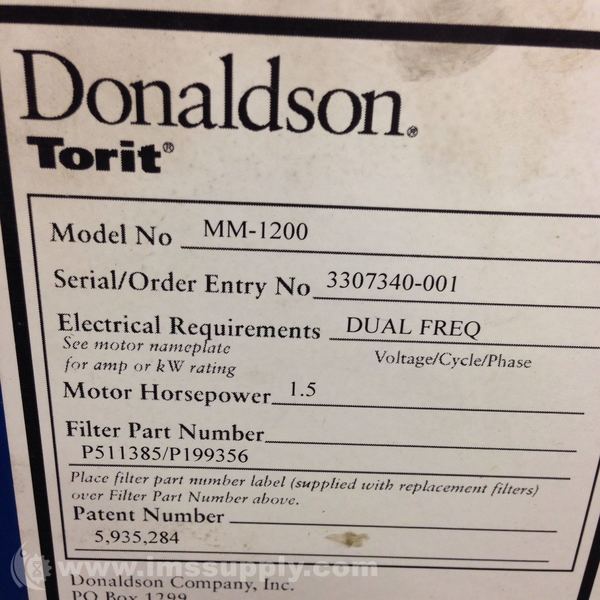 Donaldson®
Torit®
Model No MM-1200
Serial/Order Entry No 3307340-001
Electrical Requirements DUAL FREQ
See motor nameplate
for amp or kW rating
Voltage/Cycle/Phase
Motor Horsepower 1.5
Filter Part Number
P511385/P199356
Place filter part number label (supplied with replacement filters)
over Filter Part Number above.
Patent Number
5,935,284
www.imssupply.com
Donaldson Company, Inc.
PO Box 1299